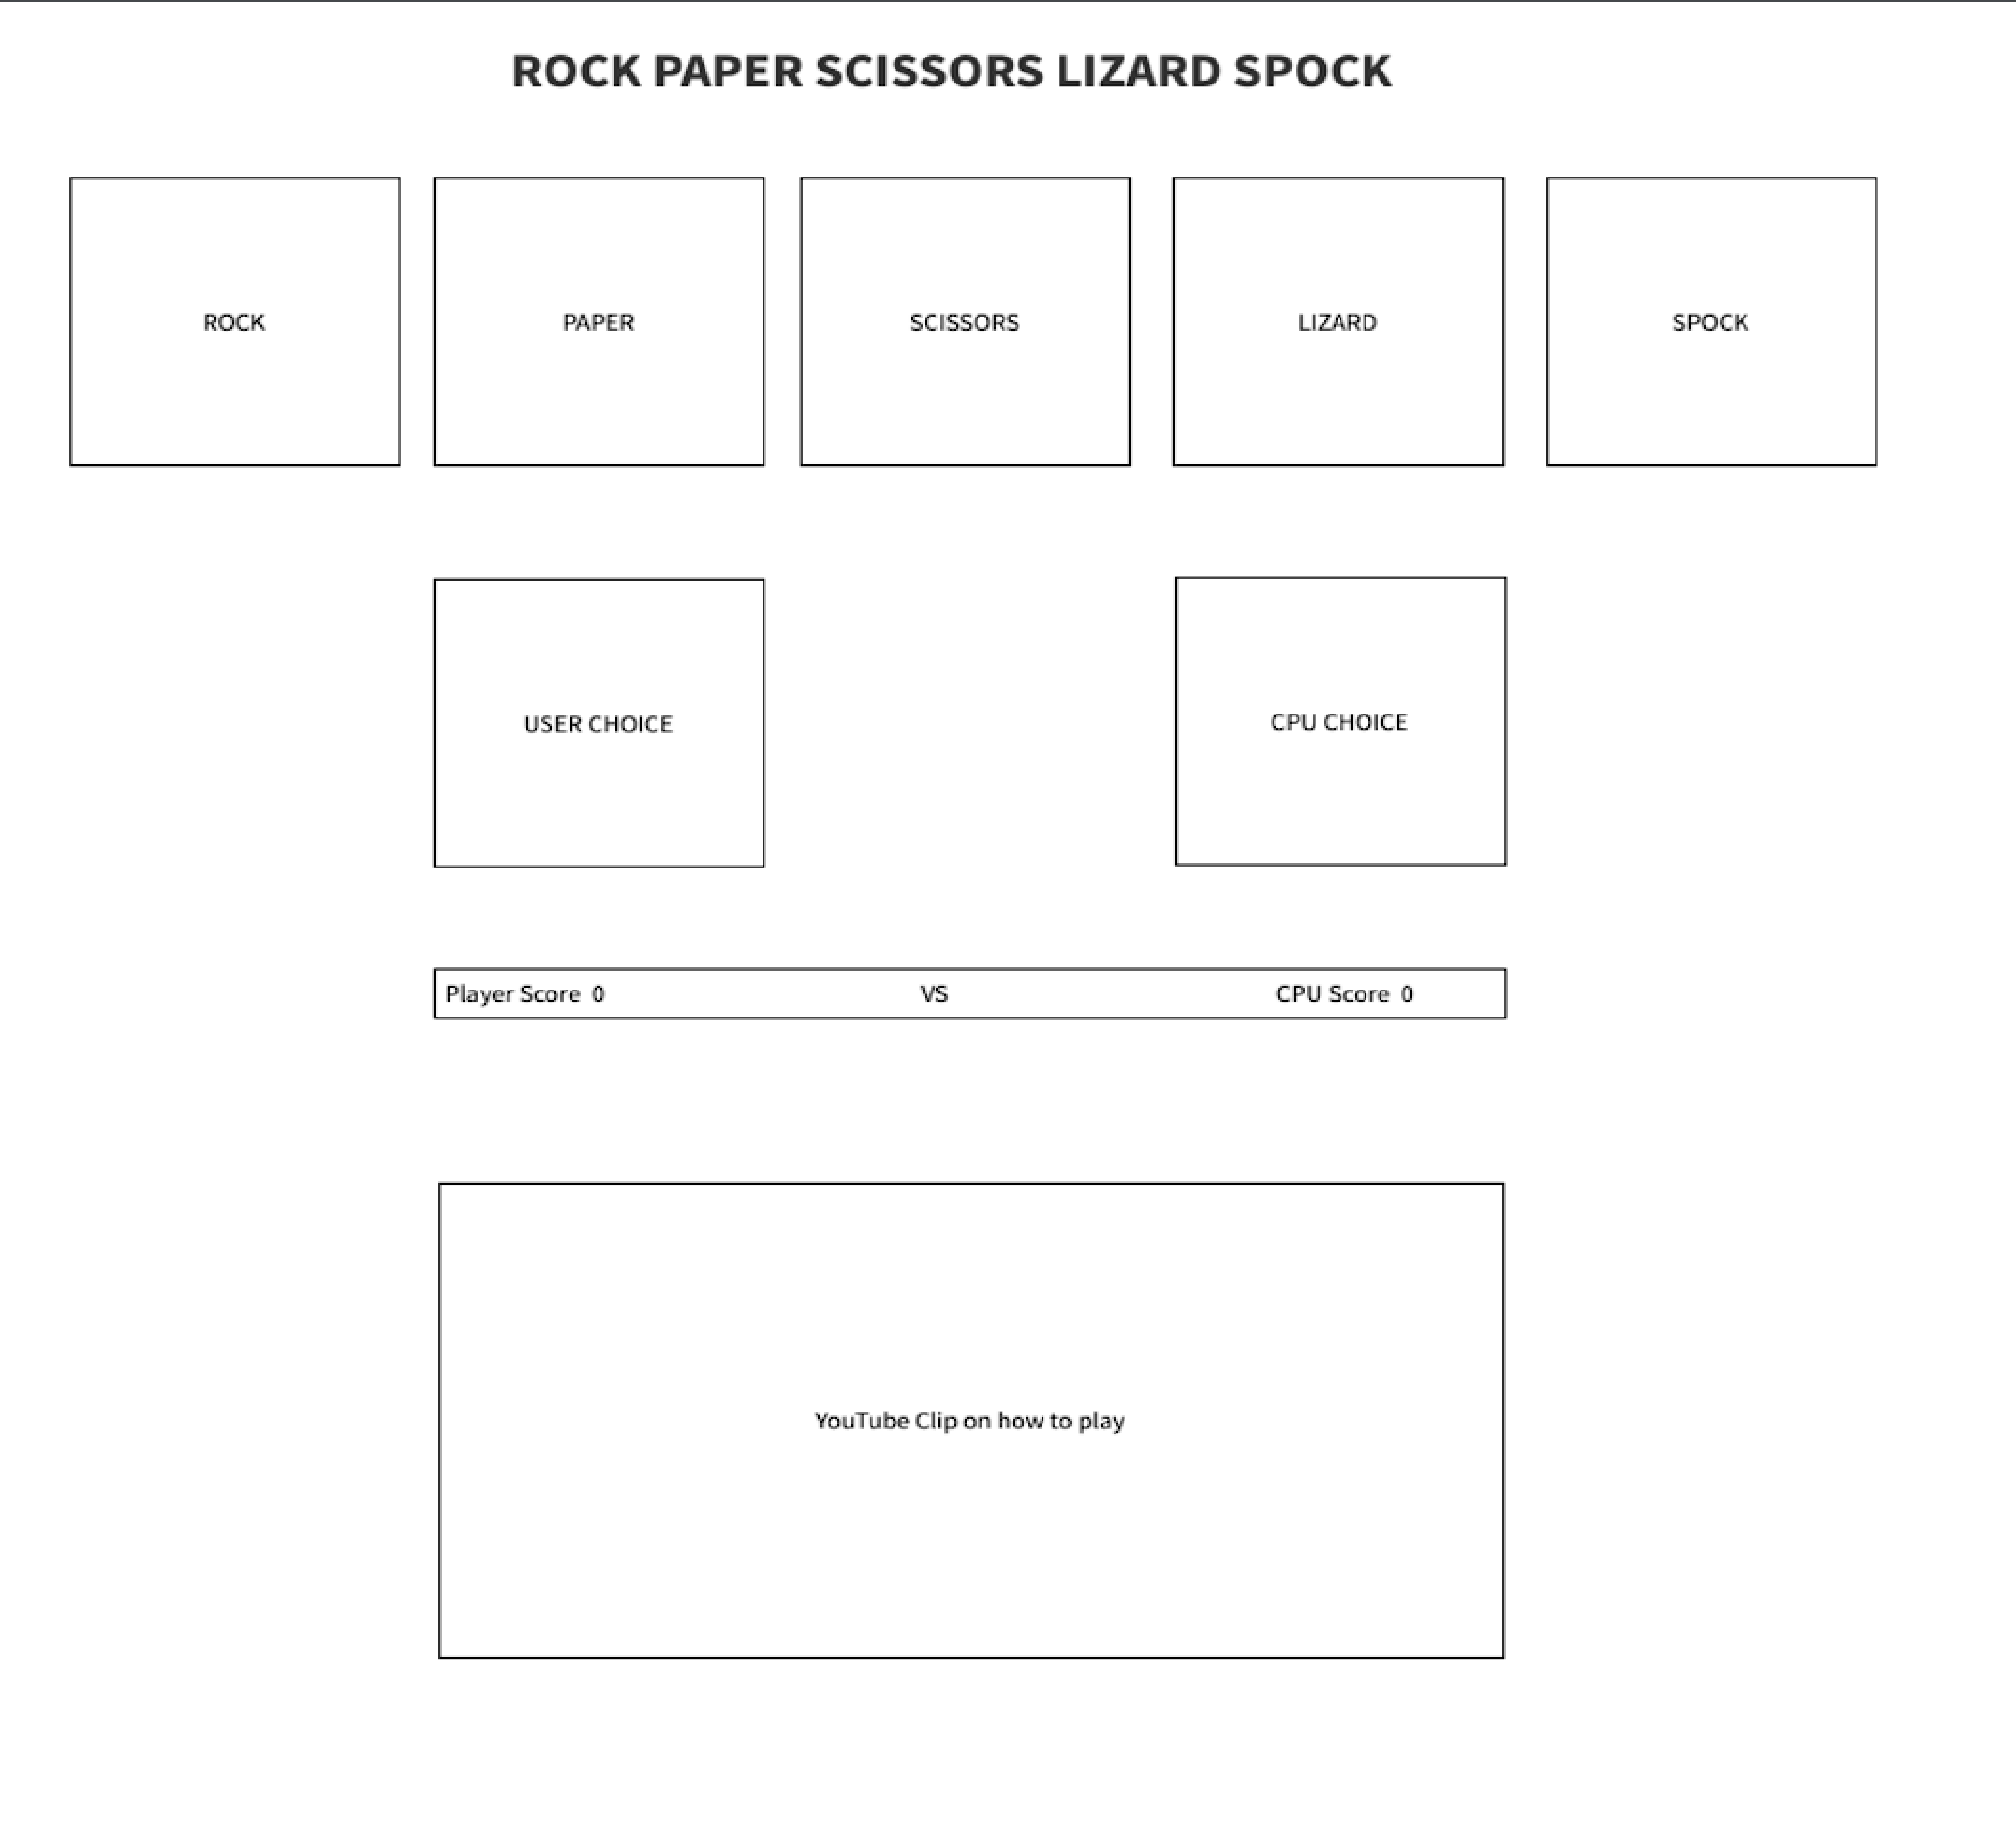 ROCK PAPER SCISSORS LIZARD SPOCK
ROCK
PAPER
SCISSORS
LIZARD
SPOCK
USER CHOICE
CPU CHOICE
Player Score 0
VS
CPU Score 0
YouTube Clip on how to play